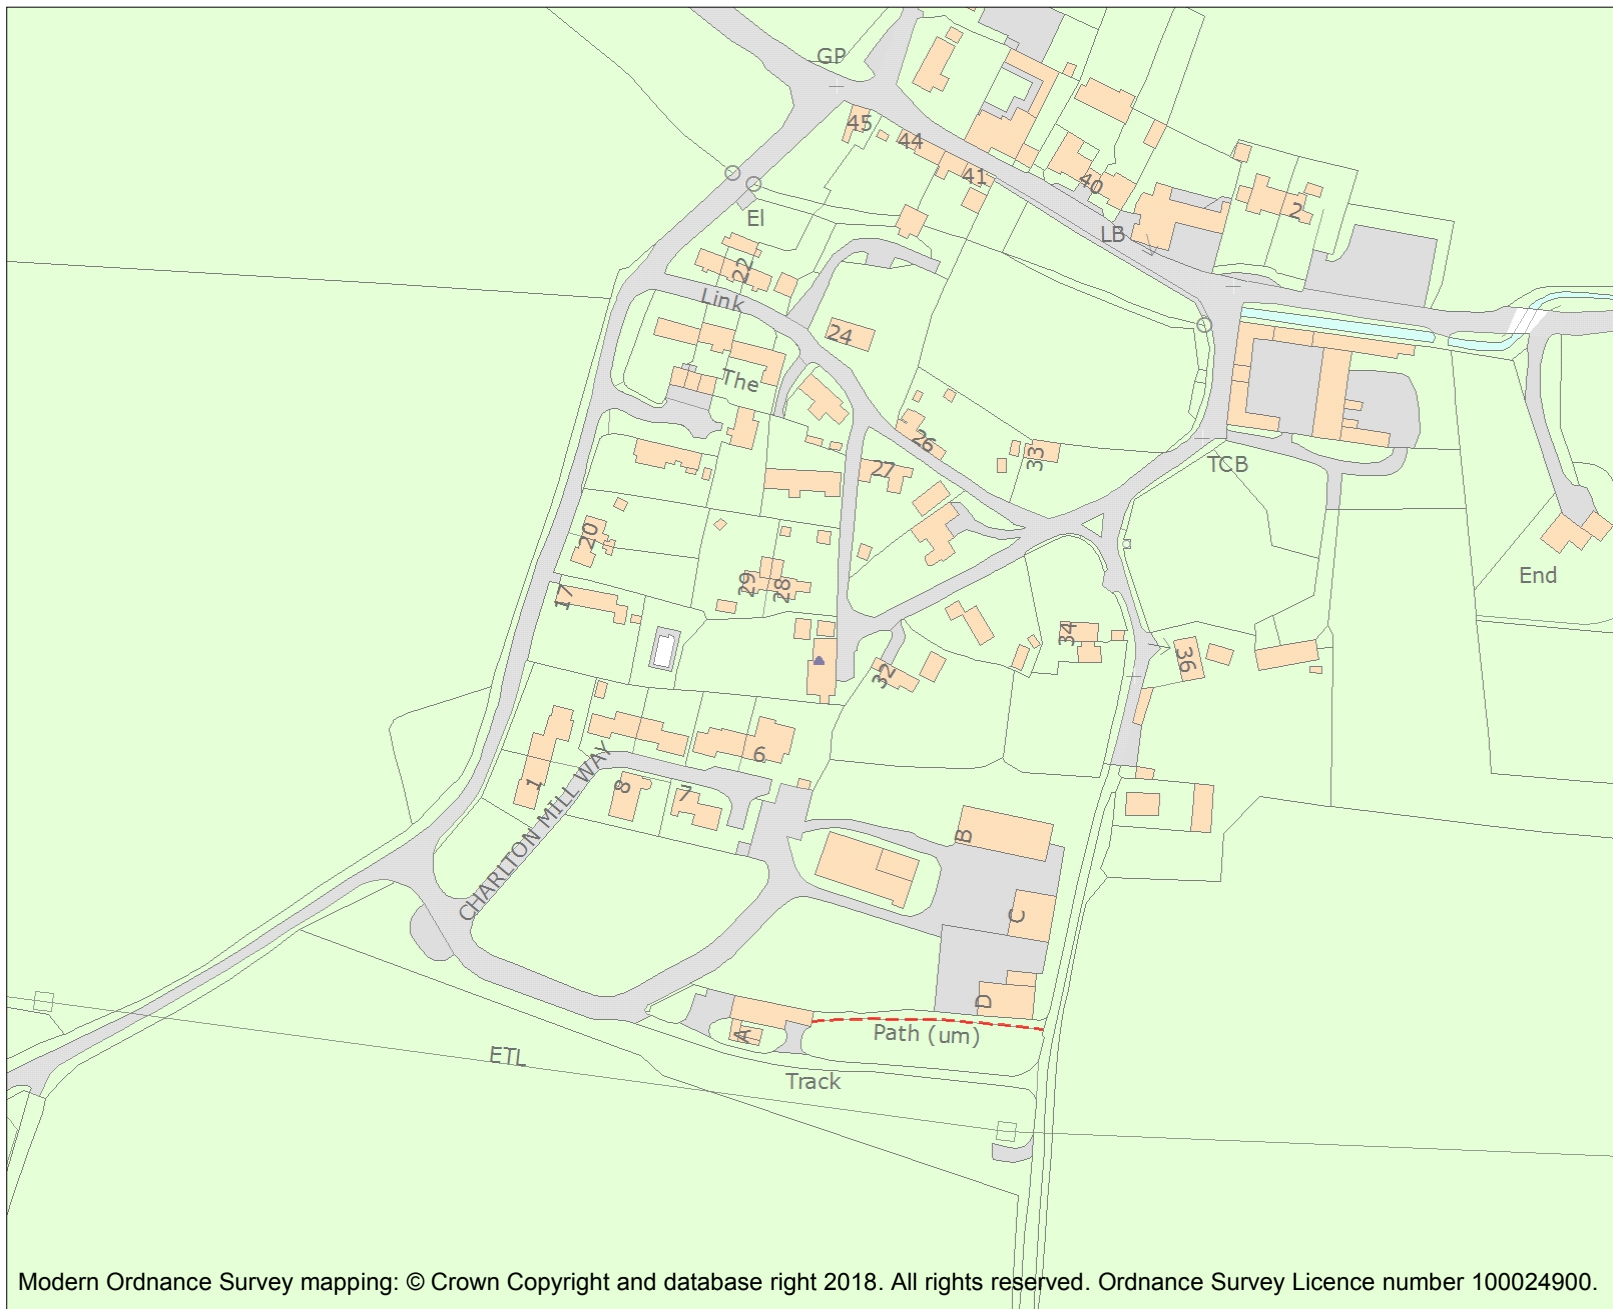 GP
45
44
41
40
2
El
LB
22
Link
24
The
26
33
27
TCB
20
29
28
17
End
34
36
32
6
1
8
7
CHARLTON MILL WAY
B
C
D
A
Path (um)
ETL
Track
Modern Ordnance Survey mapping: © Crown Copyright and database right 2018. All rights reserved. Ordnance Survey Licence number 100024900.